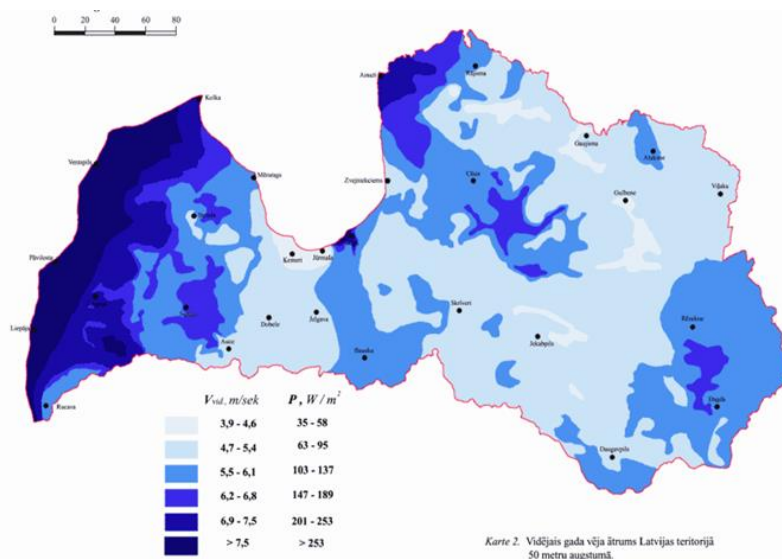 0 20 40 60 80
Kolka
Ainaži
Rūjiena
Ventspils
Mērsrags
Zvejniekciems
Gaujiena
Alūksne
Gulbene
Viļaka
Pāvilosta
Ķemeri
Jūrmala
Liepāja
Dobele
Jelgava
Skrīveri
Rēzekne
Auce
Bauska
Jēkabpils
Rucava
Dagda
Daugavpils
Vvid, m/sek P, W/m²
3,9 - 4,6 35 - 58
4,7 - 5,4 63 - 95
5,5 - 6,1 103 - 137
6,2 - 6,8 147 - 189
6,9 - 7,5 201 - 253
> 7,5 > 253
Karte 2. Vidējais gada vēja ātrums Latvijas teritorijā
50 metru augstumā.